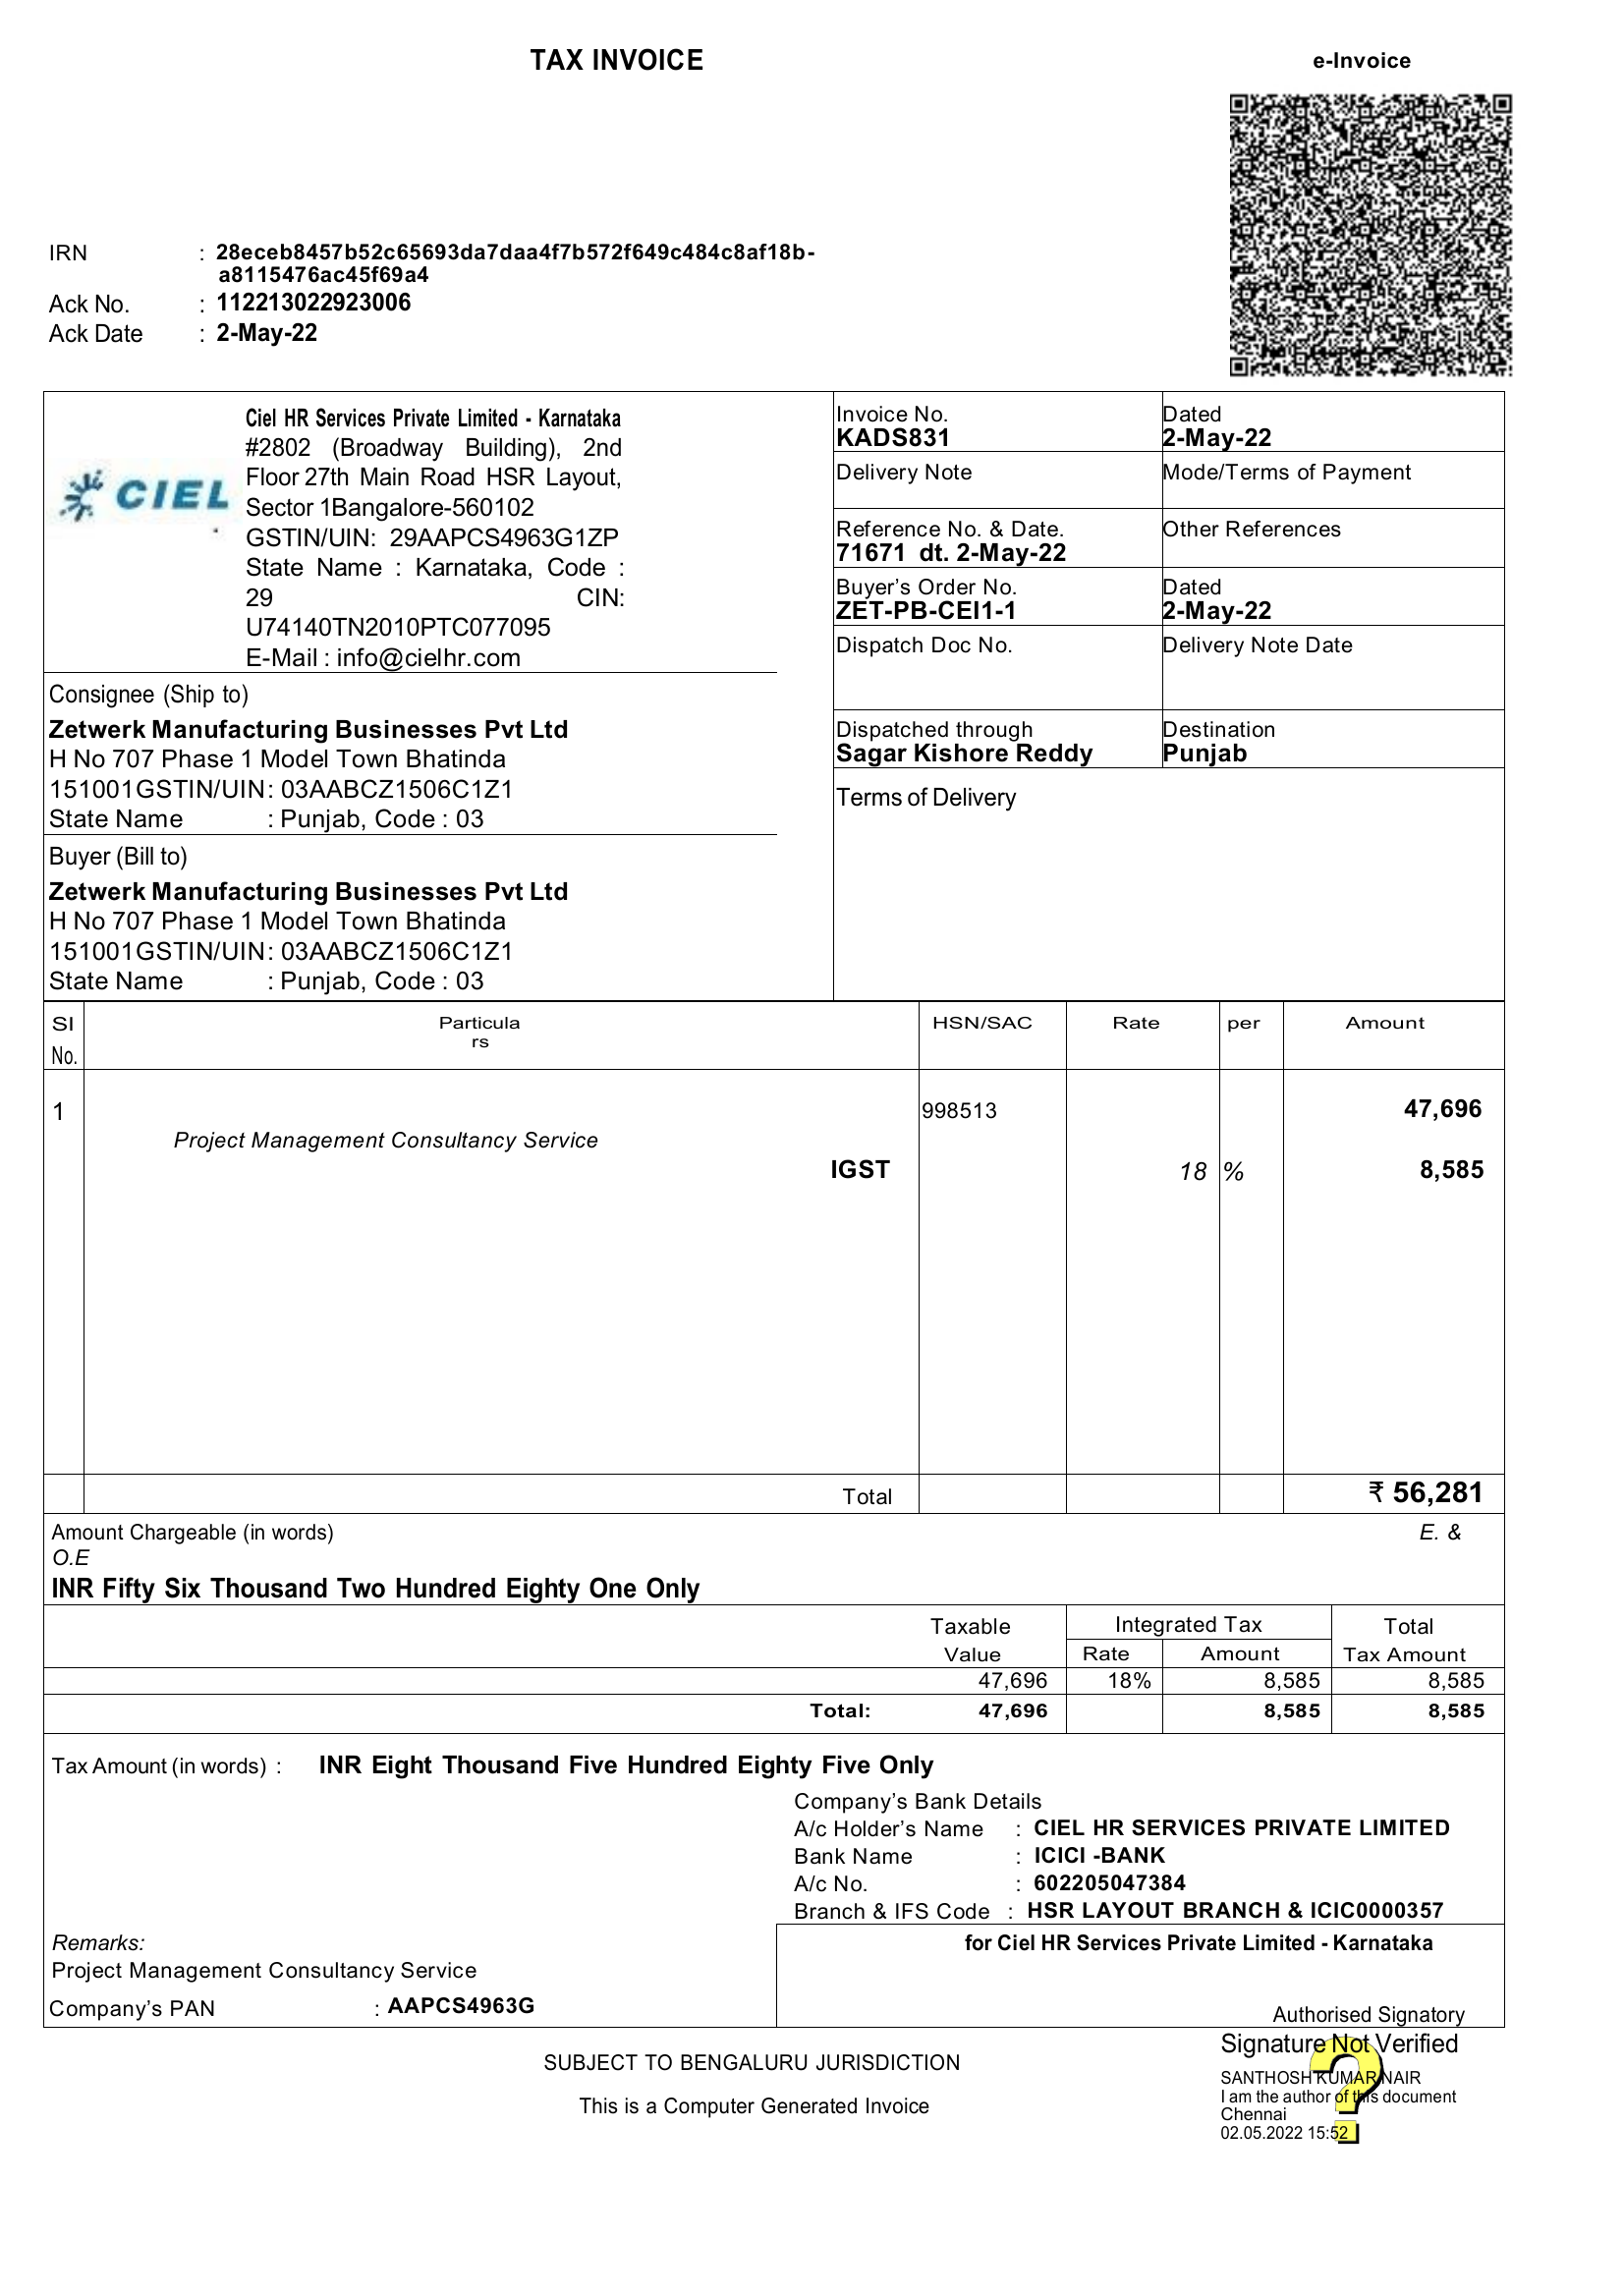 TAX INVOICE
e-Invoice
IRN : 28eceb8457b52c65693da7daa4f7b572f649c484c8af18b-
a8115476ac45f69a4
Ack No. : 112213022923006
Ack Date : 2-May-22
CIEL
Ciel HR Services Private Limited - Karnataka
#2802 (Broadway Building), 2nd
Floor 27th Main Road HSR Layout,
Sector 1Bangalore-560102
GSTIN/UIN: 29AAPCS4963G1ZP
State Name : Karnataka, Code :
29 CIN:
U74140TN2010PTC077095
E-Mail : info@cielhr.com
Invoice No. Dated
KADS831 2-May-22
Delivery Note Mode/Terms of Payment
Reference No. & Date. Other References
71671 dt. 2-May-22
Buyer's Order No. Dated
ZET-PB-CEI1-1 2-May-22
Dispatch Doc No. Delivery Note Date
Dispatched through Destination
Sagar Kishore Reddy Punjab
Terms of Delivery
Consignee (Ship to)
Zetwerk Manufacturing Businesses Pvt Ltd
H No 707 Phase 1 Model Town Bhatinda
151001GSTIN/UIN: 03AABCZ1506C1Z1
State Name : Punjab, Code : 03
Buyer (Bill to)
Zetwerk Manufacturing Businesses Pvt Ltd
H No 707 Phase 1 Model Town Bhatinda
151001GSTIN/UIN: 03AABCZ1506C1Z1
State Name : Punjab, Code : 03
SI Particula HSN/SAC Rate per Amount
No. rs
1 998513 47,696
Project Management Consultancy Service
IGST 18 % 8,585
Total ₹ 56,281
Amount Chargeable (in words) E. &
O.E
INR Fifty Six Thousand Two Hundred Eighty One Only
Taxable Integrated Tax Total
Value Rate Amount Tax Amount
47,696 18% 8,585 8,585
Total: 47,696 8,585 8,585
Tax Amount (in words) : INR Eight Thousand Five Hundred Eighty Five Only
Company's Bank Details
A/c Holder's Name : CIEL HR SERVICES PRIVATE LIMITED
Bank Name : ICICI -BANK
A/c No. : 602205047384
Branch & IFS Code : HSR LAYOUT BRANCH & ICIC0000357
Remarks:
Project Management Consultancy Service
Company's PAN : AAPCS4963G
for Ciel HR Services Private Limited - Karnataka
Authorised Signatory
Signature Not Verified
SANTHOSH KUMAR NAIR
I am the author of this document
Chennai
02.05.2022 15:52
SUBJECT TO BENGALURU JURISDICTION
This is a Computer Generated Invoice